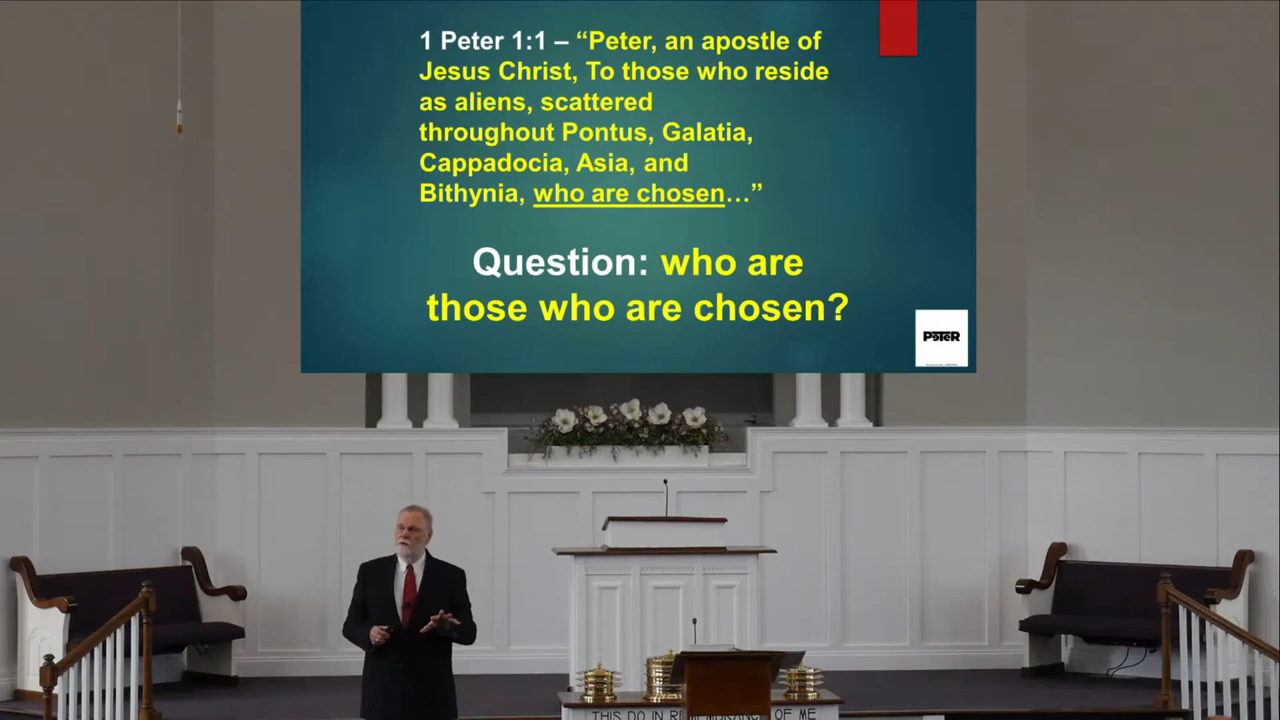 1 Peter 1:1 – “Peter, an apostle of
Jesus Christ, To those who reside
as aliens, scattered
throughout Pontus, Galatia,
Cappadocia, Asia, and
Bithynia, who are chosen…”
Question: who are
those who are chosen?
PETER
THIS DO IN OF ME